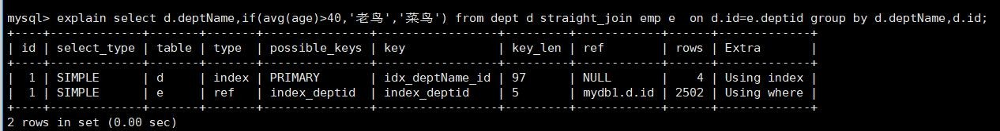 mysql> explain select d.deptName,if(avg(age)>40,'老鸟','菜鸟') from dept d straight_join emp e  on d.id=e.deptid group by d.deptName,d.id;
+----+-------------+-------+-------+---------------+-----------------+---------+------------+------+-------------+
| id | select_type | table | type  | possible_keys | key             | key_len | ref        | rows | Extra       |
+----+-------------+-------+-------+---------------+-----------------+---------+------------+------+-------------+
|  1 | SIMPLE      | d     | index | PRIMARY       | idx_deptName_id | 97      | NULL       |    4 | Using index |
|  1 | SIMPLE      | e     | ref   | index_deptid  | index_deptid    | 5       | mydb1.d.id | 2502 | Using where |
+----+-------------+-------+-------+---------------+-----------------+---------+------------+------+-------------+
2 rows in set (0.00 sec)